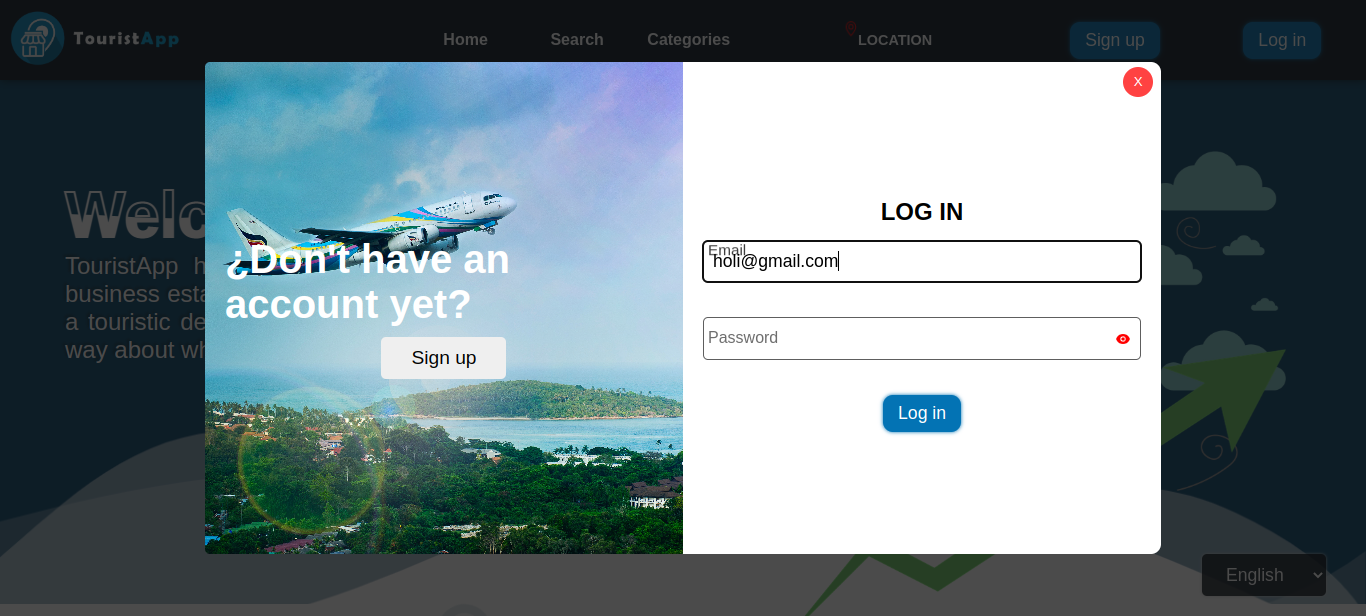 TouristApp
Home
Search
Categories
LOCATION
Sign up
Log in
Welc
TouristApp h
business esta
a touristic de
way about wh
¿Don't have an
account yet?
Sign up
X
LOG IN
Email
holi@gmail.com
Password
Log in
English